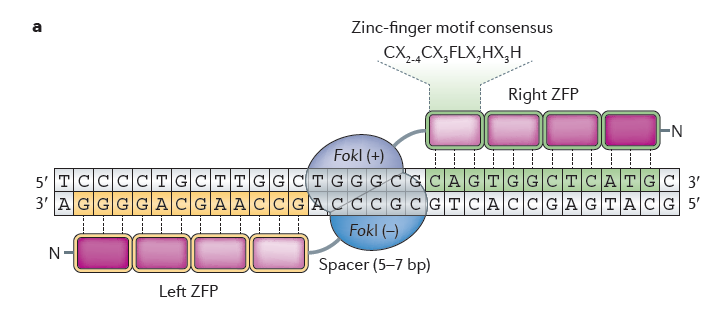 a
Zinc-finger motif consensus
CX₂₋₄CX₃FLX₂HX₃H
Right ZFP
N
FokI (+)
5′ T C C C C T G C T T G G C T G G G C G C A G T G G C T C A T G C 3′
3′ A G G G G A C G A A C C G A C C C G C G T C A C C G A G T A C G 5′
FokI (–)
N
Spacer (5–7 bp)
Left ZFP